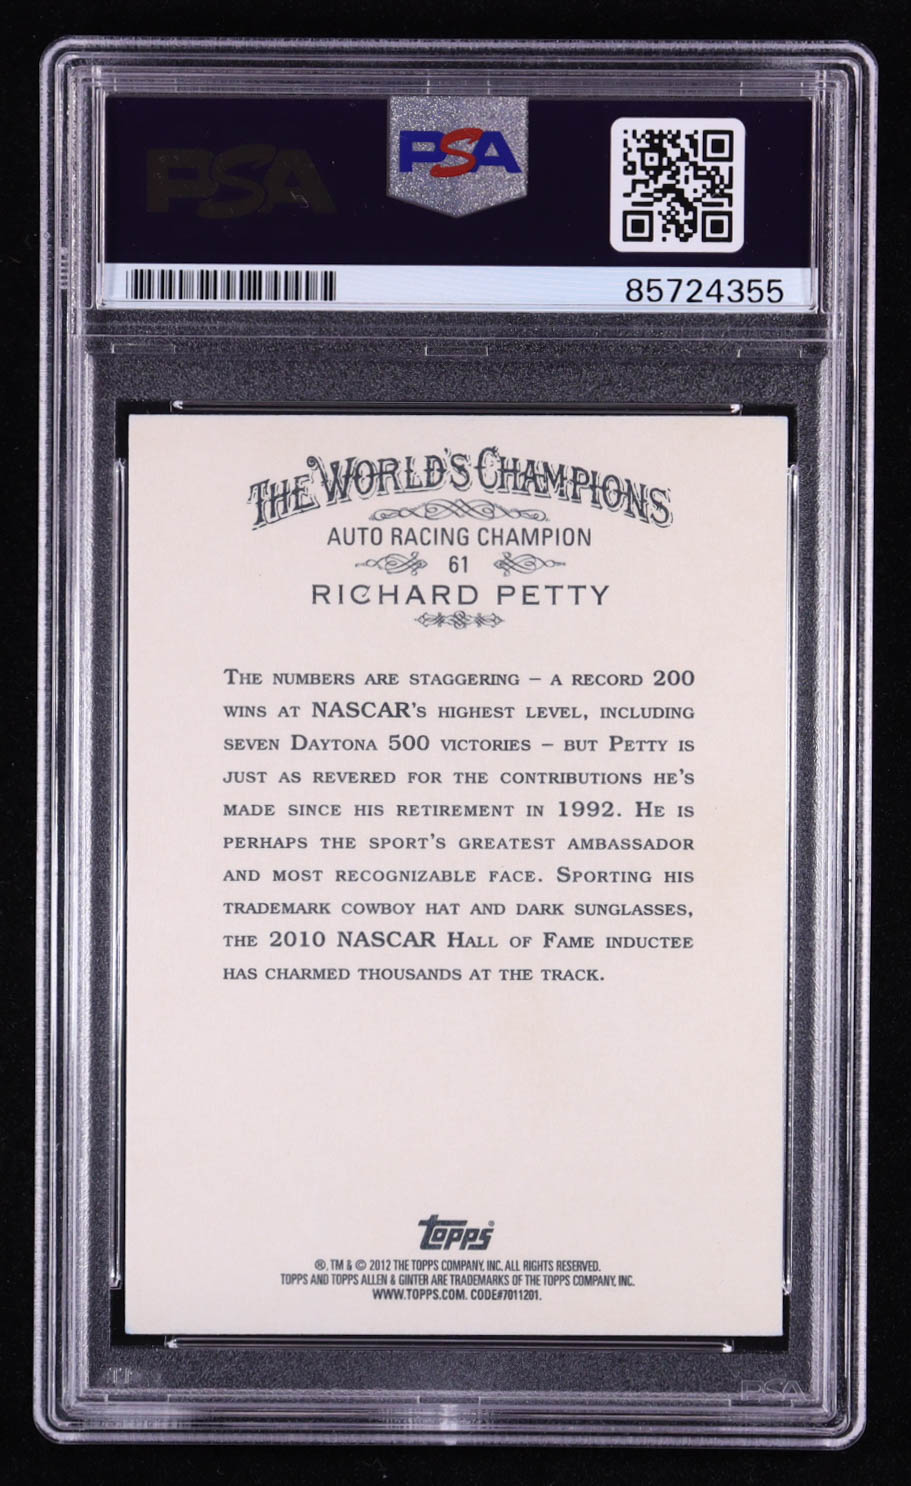 PSA
PSA
85724355
The World's Champions
AUTO RACING CHAMPION
61
RICHARD PETTY
The numbers are staggering – a record 200
wins at NASCAR's highest level, including
seven Daytona 500 victories – but Petty is
just as revered for the contributions he's
made since his retirement in 1992. He is
perhaps the sport's greatest ambassador
and most recognizable face. Sporting his
trademark cowboy hat and dark sunglasses,
the 2010 NASCAR Hall of Fame inductee
has charmed thousands at the track.
topps®
®, TM & © 2012 THE TOPPS COMPANY, INC. ALL RIGHTS RESERVED.
TOPPS AND TOPPS ALLEN & GINTER ARE TRADEMARKS OF THE TOPPS COMPANY, INC.
WWW.TOPPS.COM. CODE#7011201.
PSA